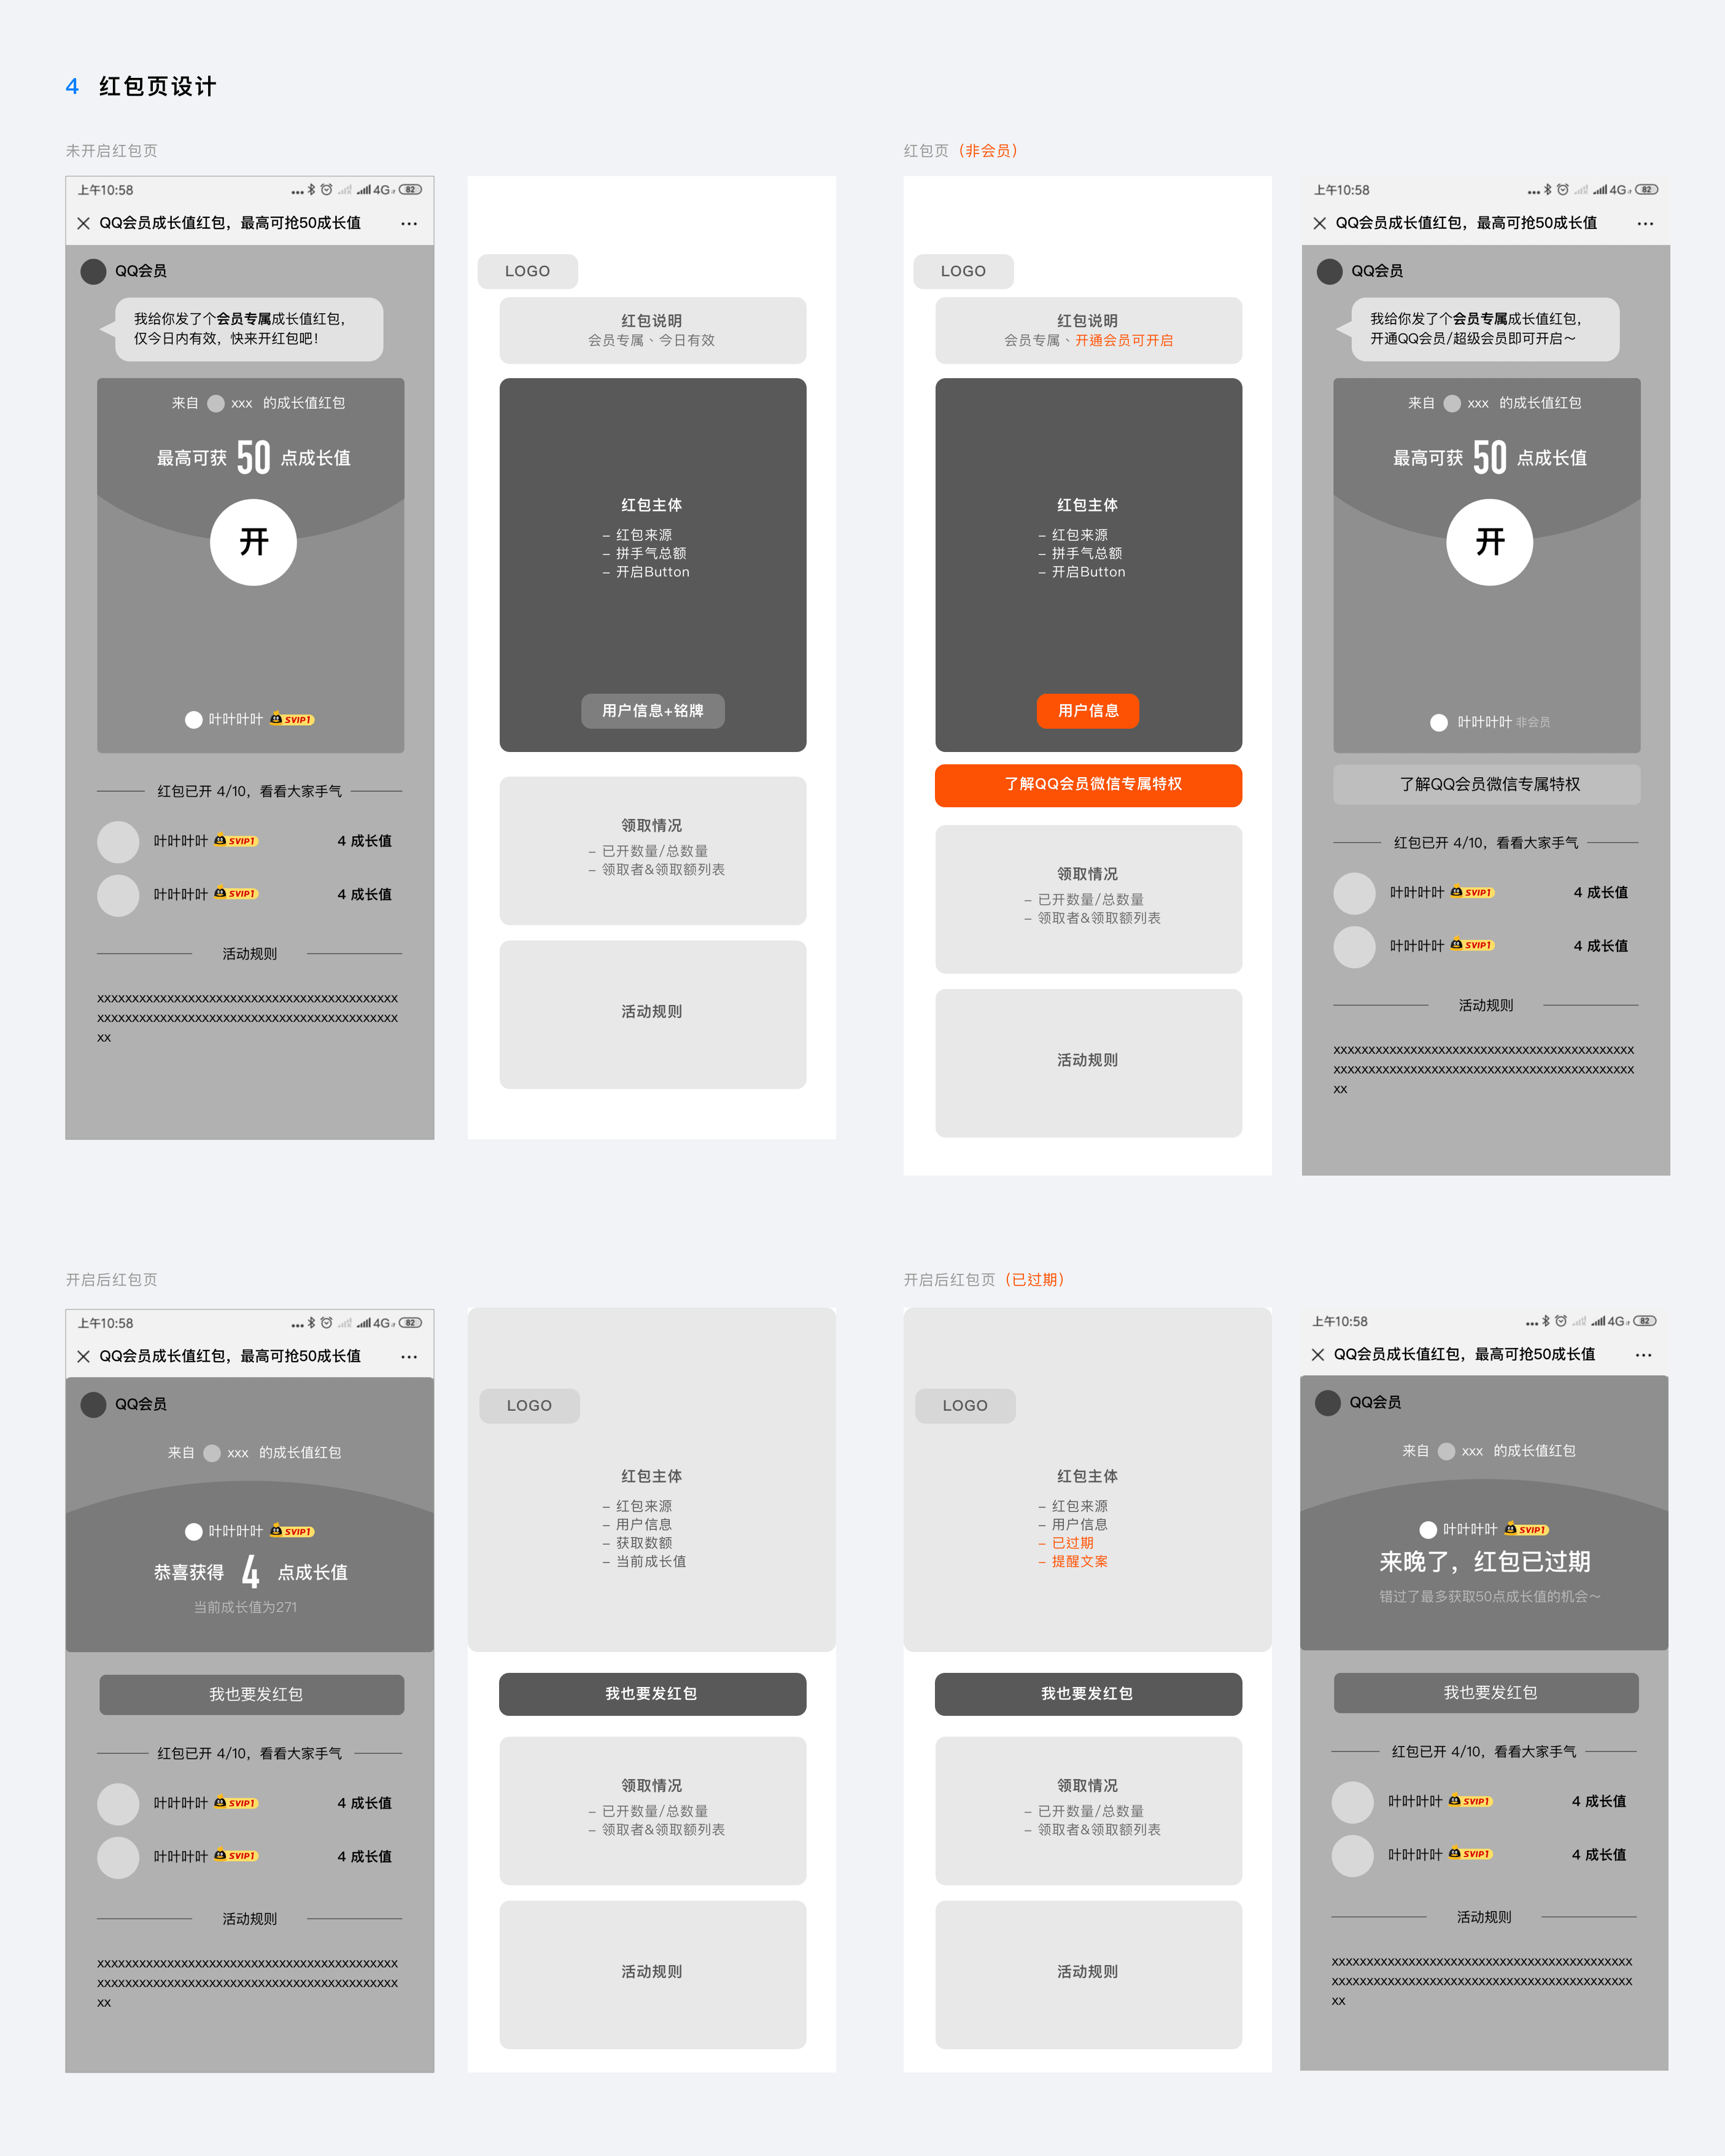 4 红包页设计
未开启红包页
上午10:58
4G
82
QQ会员成长值红包，最高可抢50成长值
QQ会员
我给你发了个会员专属成长值红包，
仅今日内有效，快来开红包吧！
来自 xxx 的成长值红包
最高可获 50 点成长值
开
叶叶叶叶 SVIP1
红包已开 4/10，看看大家手气
叶叶叶叶 SVIP1 4 成长值
叶叶叶叶 SVIP1 4 成长值
活动规则
xxxxxxxxxxxxxxxxxxxxxxxxxxxxxxxxxxxxxxxxxxx
xxxxxxxxxxxxxxxxxxxxxxxxxxxxxxxxxxxxxxxxxxx
xx
LOGO
红包说明
会员专属、今日有效
红包主体
– 红包来源
– 拼手气总额
– 开启Button
用户信息+铭牌
领取情况
– 已开数量/总数量
– 领取者&领取额列表
活动规则
红包页（非会员）
LOGO
红包说明
会员专属、开通会员可开启
红包主体
– 红包来源
– 拼手气总额
– 开启Button
用户信息
了解QQ会员微信专属特权
领取情况
– 已开数量/总数量
– 领取者&领取额列表
活动规则
上午10:58
4G
82
QQ会员成长值红包，最高可抢50成长值
QQ会员
我给你发了个会员专属成长值红包，
开通QQ会员/超级会员即可开启～
来自 xxx 的成长值红包
最高可获 50 点成长值
开
叶叶叶叶 非会员
了解QQ会员微信专属特权
红包已开 4/10，看看大家手气
叶叶叶叶 SVIP1 4 成长值
叶叶叶叶 SVIP1 4 成长值
活动规则
xxxxxxxxxxxxxxxxxxxxxxxxxxxxxxxxxxxxxxxxxxx
xxxxxxxxxxxxxxxxxxxxxxxxxxxxxxxxxxxxxxxxxxx
xx
开启后红包页
上午10:58
4G
82
QQ会员成长值红包，最高可抢50成长值
QQ会员
来自 xxx 的成长值红包
叶叶叶叶 SVIP1
恭喜获得 4 点成长值
当前成长值为271
我也要发红包
红包已开 4/10，看看大家手气
叶叶叶叶 SVIP1 4 成长值
叶叶叶叶 SVIP1 4 成长值
活动规则
xxxxxxxxxxxxxxxxxxxxxxxxxxxxxxxxxxxxxxxxxxx
xxxxxxxxxxxxxxxxxxxxxxxxxxxxxxxxxxxxxxxxxxx
xx
LOGO
红包主体
– 红包来源
– 用户信息
– 获取数额
– 当前成长值
我也要发红包
领取情况
– 已开数量/总数量
– 领取者&领取额列表
活动规则
开启后红包页（已过期）
LOGO
红包主体
– 红包来源
– 用户信息
– 已过期
– 提醒文案
我也要发红包
领取情况
– 已开数量/总数量
– 领取者&领取额列表
活动规则
上午10:58
4G
82
QQ会员成长值红包，最高可抢50成长值
QQ会员
来自 xxx 的成长值红包
叶叶叶叶 SVIP1
来晚了，红包已过期
错过了最多获取50点成长值的机会～
我也要发红包
红包已开 4/10，看看大家手气
叶叶叶叶 SVIP1 4 成长值
叶叶叶叶 SVIP1 4 成长值
活动规则
xxxxxxxxxxxxxxxxxxxxxxxxxxxxxxxxxxxxxxxxxxx
xxxxxxxxxxxxxxxxxxxxxxxxxxxxxxxxxxxxxxxxxxx
xx